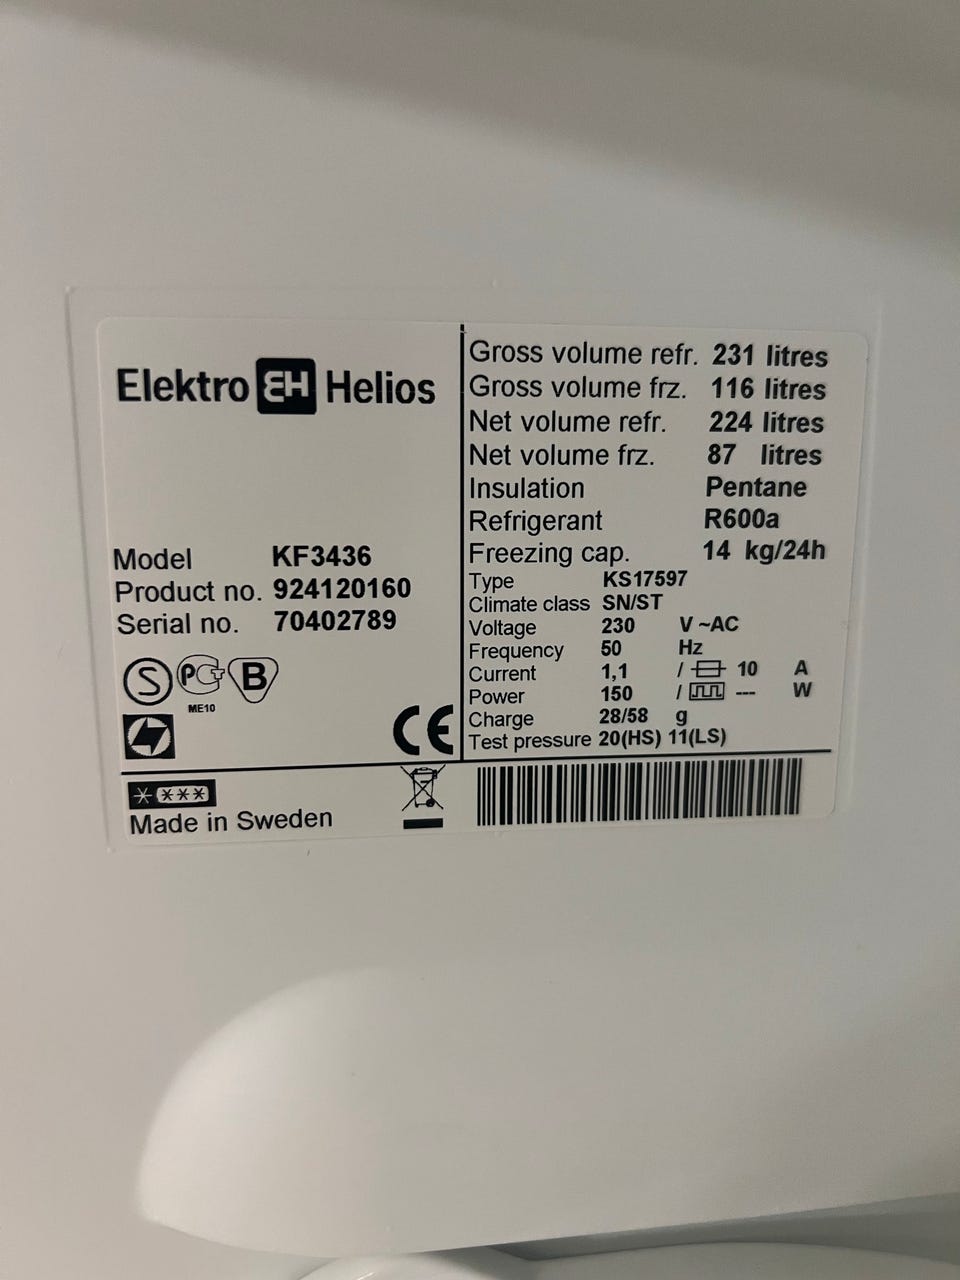 Elektro EH Helios
Model KF3436
Product no. 924120160
Serial no. 70402789
S PCT B
ME10
CE
Made in Sweden
Gross volume refr. 231 litres
Gross volume frz. 116 litres
Net volume refr. 224 litres
Net volume frz. 87 litres
Insulation Pentane
Refrigerant R600a
Freezing cap. 14 kg/24h
Type KS17597
Climate class SN/ST
Voltage 230 V ~AC
Frequency 50 Hz
Current 1,1 / 10 A
Power 150 / --- W
Charge 28/58 g
Test pressure 20(HS) 11(LS)